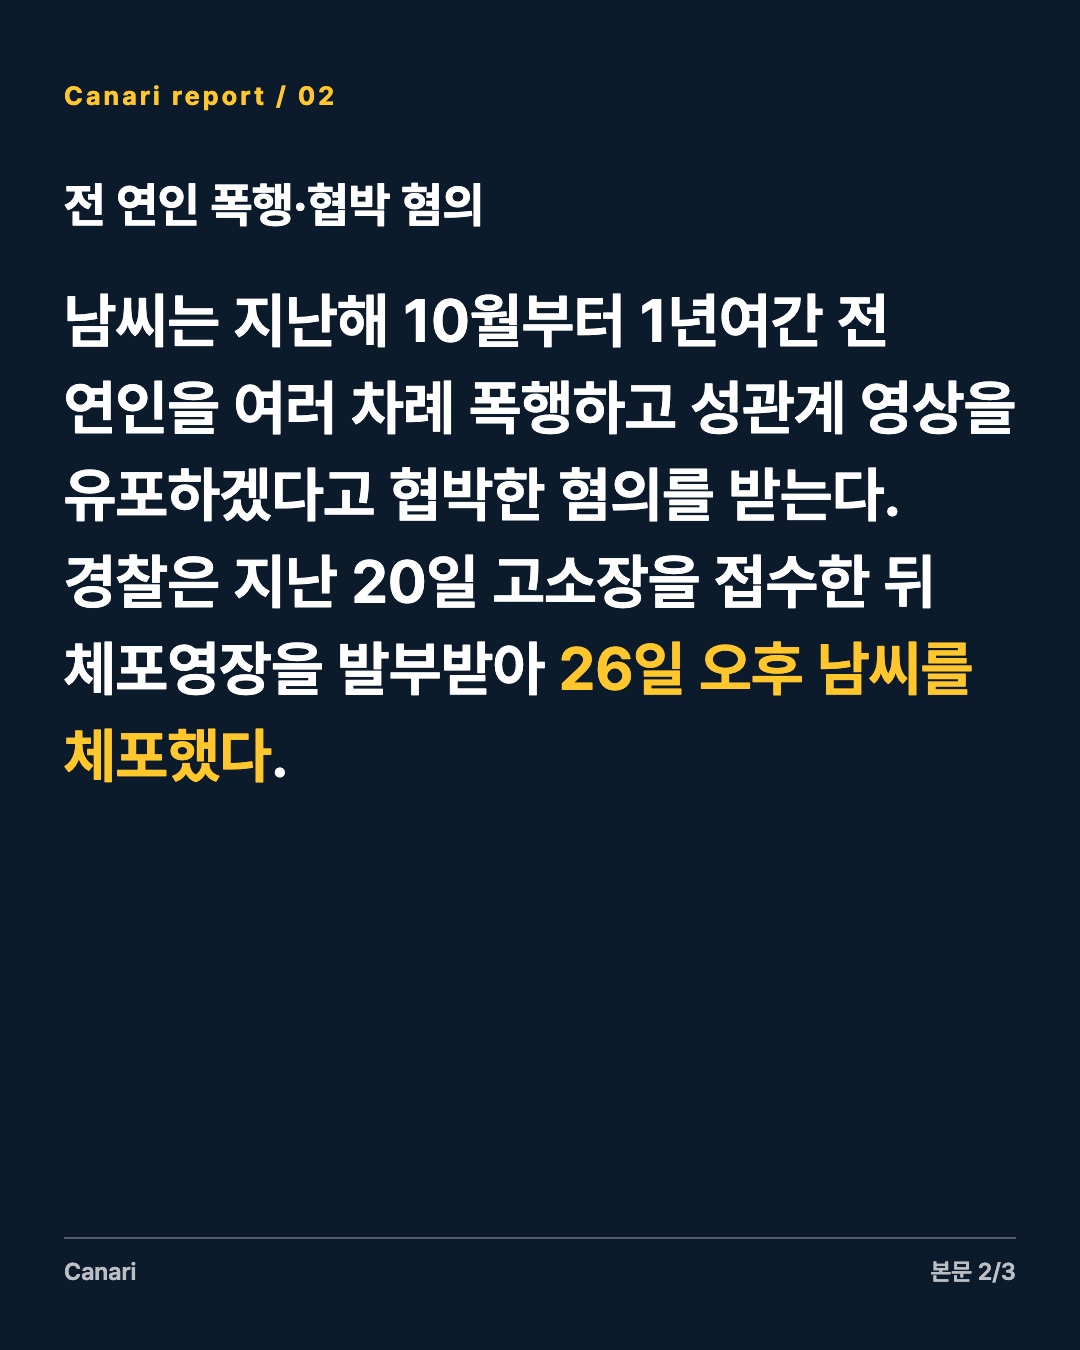 Canari report / 02
전 연인 폭행·협박 혐의
남씨는 지난해 10월부터 1년여간 전
연인을 여러 차례 폭행하고 성관계 영상을
유포하겠다고 협박한 혐의를 받는다.
경찰은 지난 20일 고소장을 접수한 뒤
체포영장을 발부받아 26일 오후 남씨를
체포했다.
Canari
본문 2/3